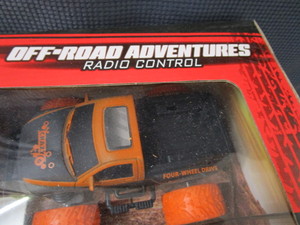 OFF-ROAD ADVENTURES
RADIO CONTROL
FOUR-WHEEL DRIVE